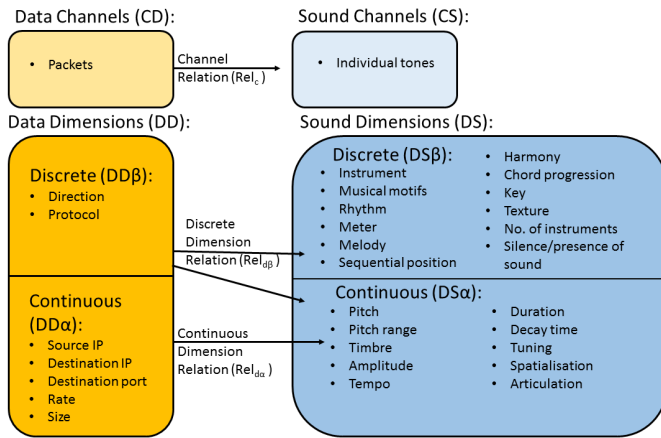 Data Channels (CD):
Sound Channels (CS)
• Packets
Channel
Relation (Rel_c)
• Individual tones
Data Dimensions (DD):
Sound Dimensions (DS):
Discrete (DDβ):
• Direction
• Protocol
Discrete
Dimension
Relation (Rel_dβ)
Discrete (DSβ):
• Instrument
• Musical motifs
• Rhythm
• Meter
• Melody
• Sequential position
• Harmony
• Chord progression
• Key
• Texture
• No. of instruments
• Silence/presence of
sound
Continuous
(DDα):
• Source IP
• Destination IP
• Destination port
• Rate
• Size
Continuous
Dimension
Relation (Rel_dα)
Continuous (DSα):
• Pitch
• Pitch range
• Timbre
• Amplitude
• Tempo
• Duration
• Decay time
• Tuning
• Spatialisation
• Articulation